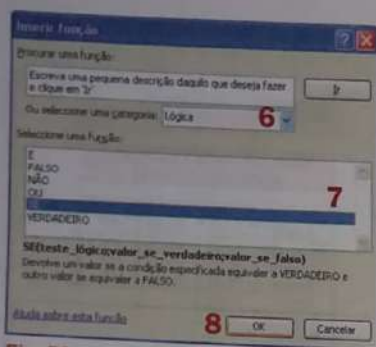 Inserir função
Procurar uma função:
Escreva uma pequena descrição daquilo que deseja fazer
e clique em 'Ir'
Ir
Ou seleccione uma categoria: Lógica
6
Seleccione uma função:
E
FALSO
NÃO
OU
SE
VERDADEIRO
7
SE(teste_lógico;valor_se_verdadeiro;valor_se_falso)
Devolve um valor se a condição especificada equivaler a VERDADEIRO e
outro valor se equivaler a FALSO.
Ajuda sobre esta função
8
OK
Cancelar